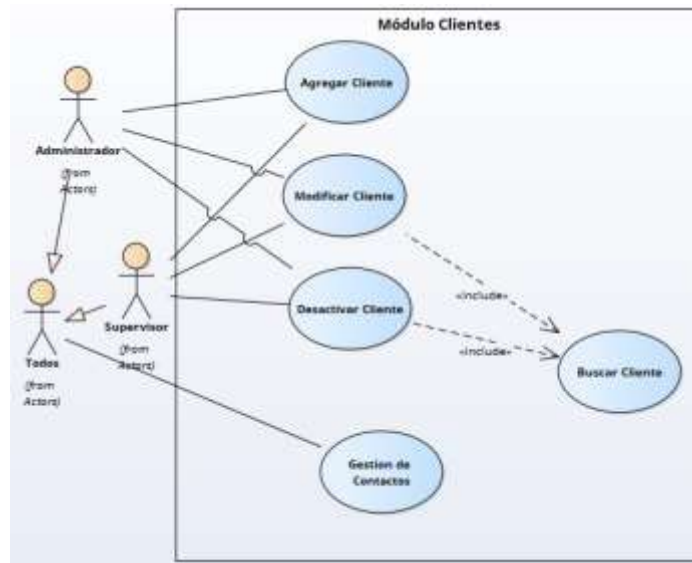 Módulo Clientes
Agregar Cliente
Administrador
(from
Actors)
Modificar Cliente
Supervisor
(from
Actors)
Desactivar Cliente
«include»
«include»
Todos
(from
Actors)
Buscar Cliente
Gestion de
Contactos